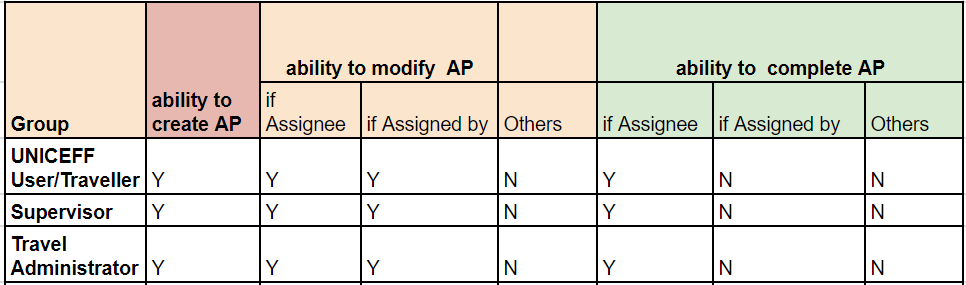 ability to modify AP
ability to complete AP
Group
ability to
create AP
if
Assignee
if Assigned by
Others
if Assignee
if Assigned by
Others
UNICEFF
User/Traveller Y Y Y N Y N N
Supervisor Y Y Y N Y N N
Travel
Administrator Y Y Y N Y N N